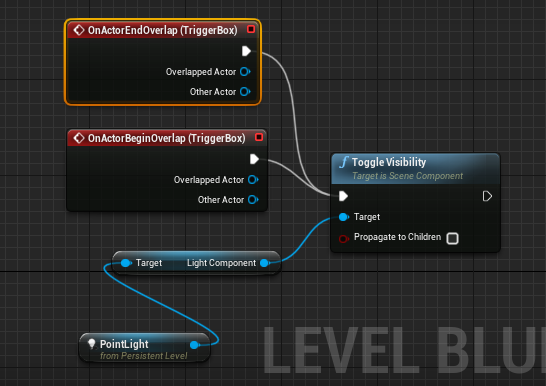 OnActorEndOverlap (TriggerBox)
Overlapped Actor
Other Actor
OnActorBeginOverlap (TriggerBox)
Overlapped Actor
Other Actor
Toggle Visibility
Target is Scene Component
Target
Propagate to Children
Target Light Component
PointLight
from Persistent Level
LEVEL BLU